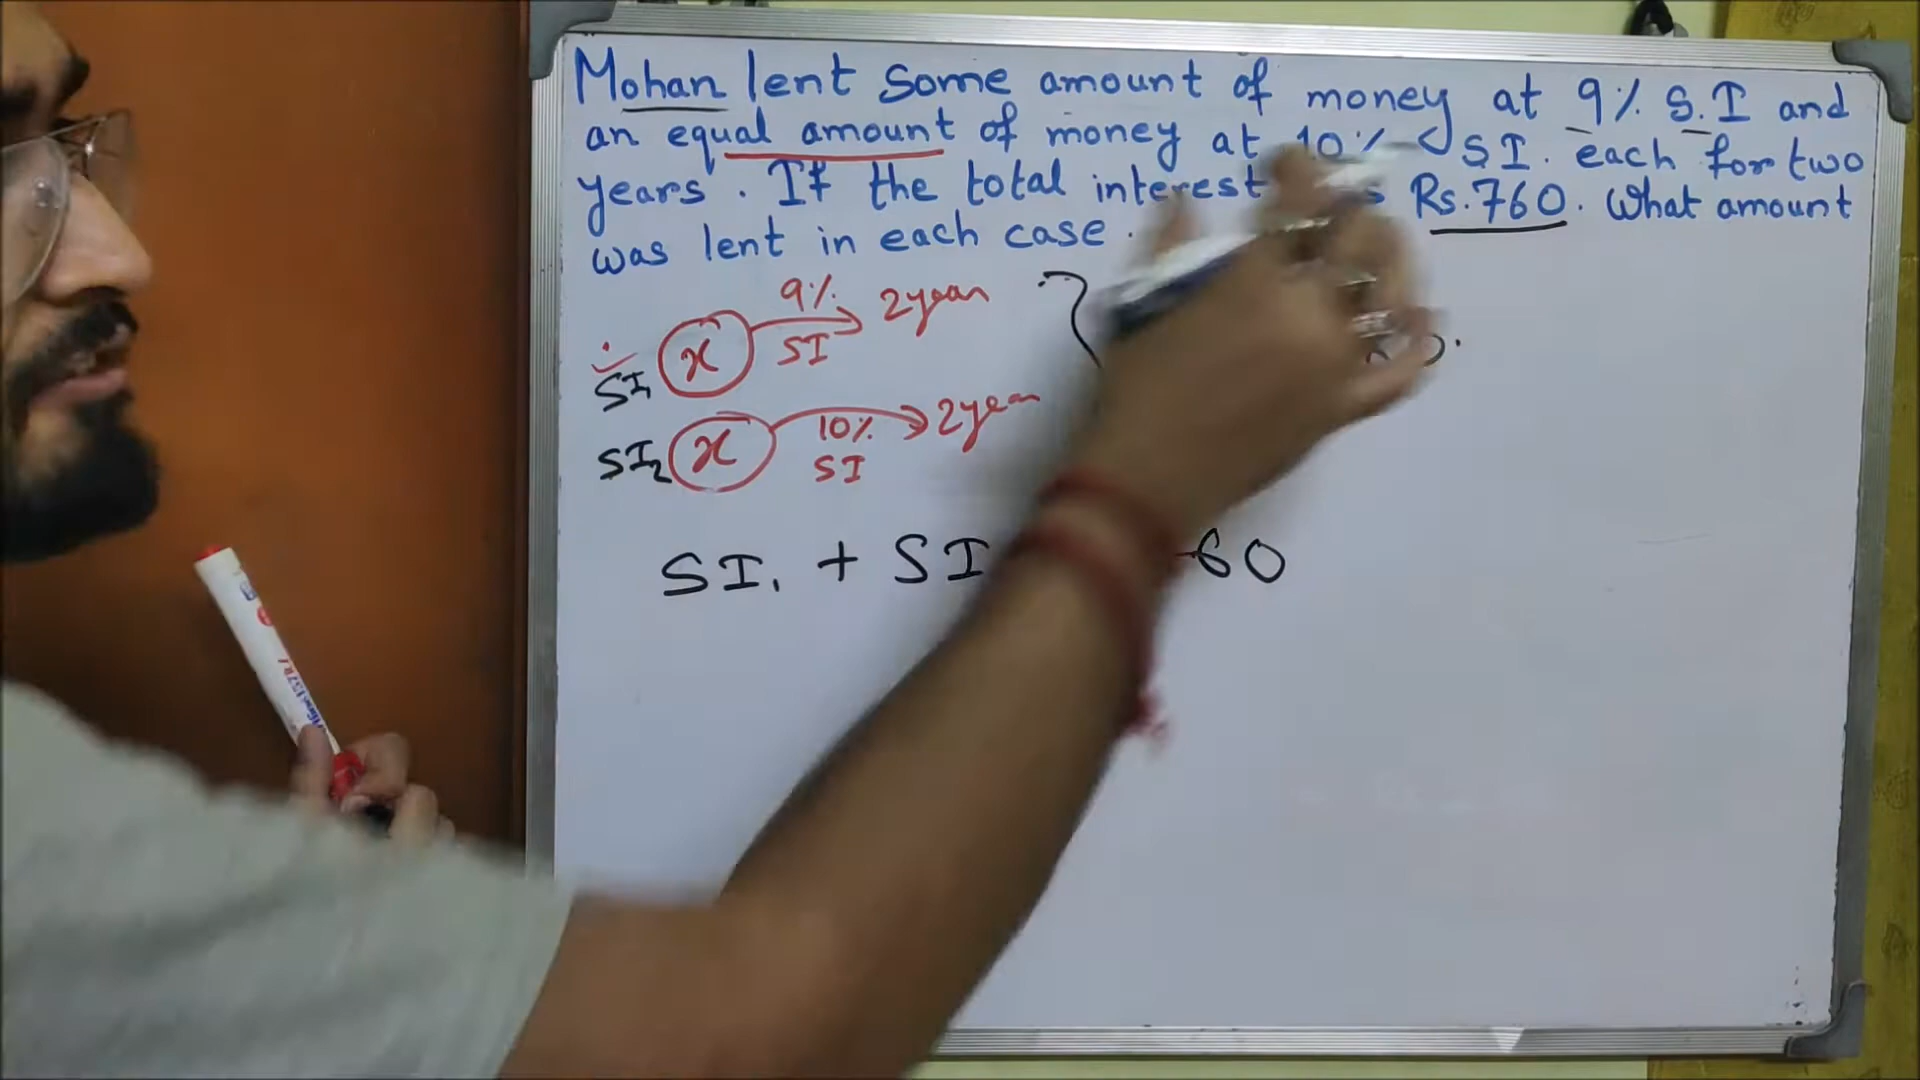 Mohan lent some amount of money at 9% S.I and
an equal amount of money at 10% SI. each for two
years. If the total interest Rs.760. What amount
was lent in each case.
9% 2year
SI₁ x SI
SI₂ x 10% 2year
SI
SI₁ + SI 60